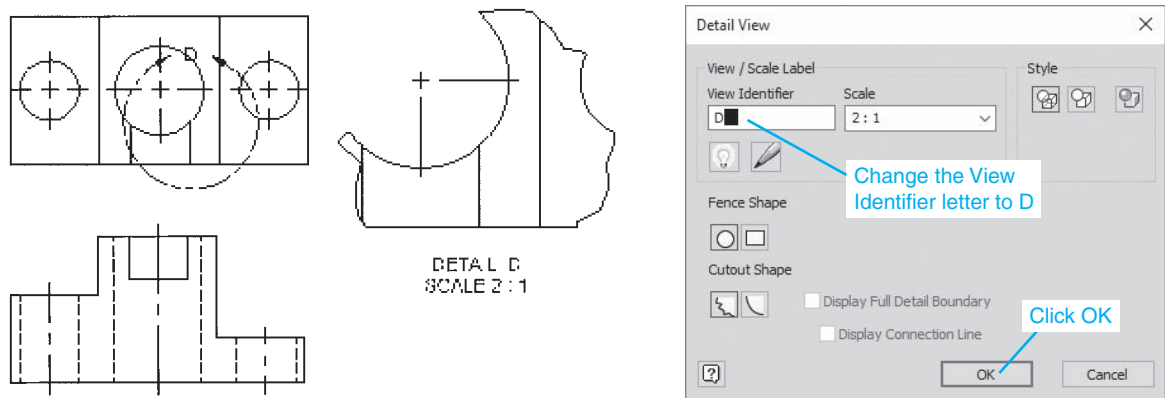 D
DETAIL D
SCALE 2 : 1
Detail View
View / Scale Label
Style
View Identifier
Scale
D
2 : 1
Change the View
Identifier letter to D
Fence Shape
Cutout Shape
Display Full Detail Boundary
Display Connection Line
Click OK
?
OK
Cancel